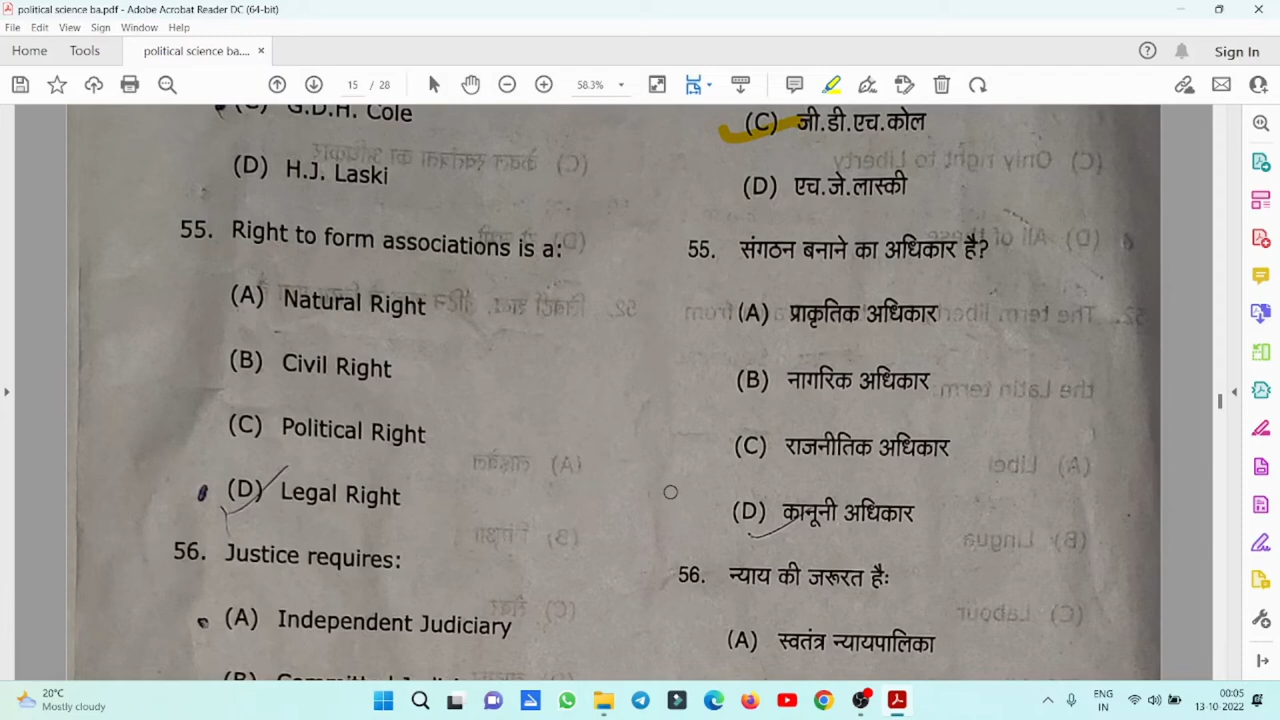 political science ba.pdf - Adobe Acrobat Reader DC (64-bit)
File Edit View Sign Window Help
Home Tools political science ba.... × Sign In
15 / 28 58.3%
(C) G.D.H. Cole
(D) H.J. Laski
55. Right to form associations is a:
(A) Natural Right
(B) Civil Right
(C) Political Right
(D) Legal Right
56. Justice requires:
(A) Independent Judiciary
(C) जी.डी.एच.कोल
(D) एच.जे.लास्की
55. संगठन बनाने का अधिकार है?
(A) प्राकृतिक अधिकार
(B) नागरिक अधिकार
(C) राजनीतिक अधिकार
(D) कानूनी अधिकार
56. न्याय की जरूरत हैः
(A) स्वतंत्र न्यायपालिका
20°C
Mostly cloudy
ENG
IN
00:05
13-10-2022